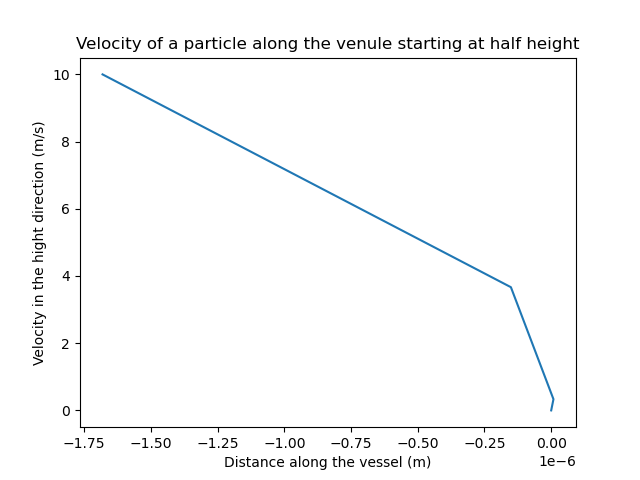 Velocity of a particle along the venule starting at half height
Velocity in the hight direction (m/s)
10
8
6
4
2
0
−1.75 −1.50 −1.25 −1.00 −0.75 −0.50 −0.25 0.00
1e−6
Distance along the vessel (m)